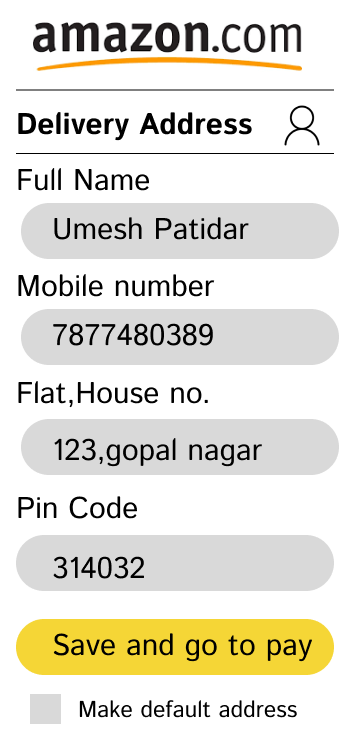 amazon.com
Delivery Address
Full Name
Umesh Patidar
Mobile number
7877480389
Flat,House no.
123,gopal nagar
Pin Code
314032
Save and go to pay
Make default address